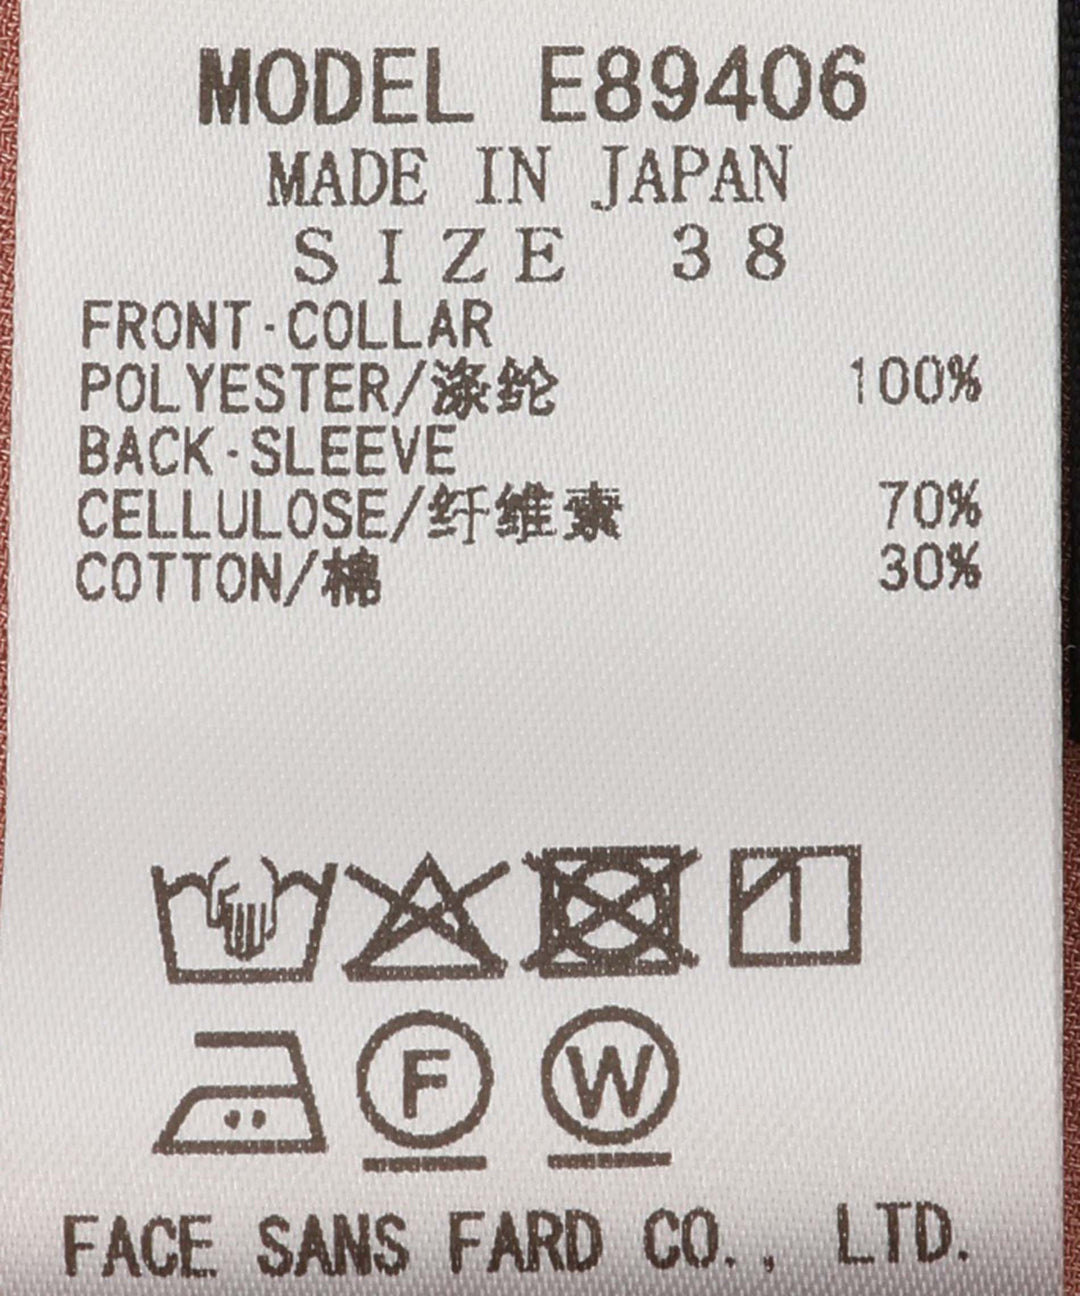 MODEL E89406
MADE IN JAPAN
SIZE 38
FRONT·COLLAR
POLYESTER/涤纶 100%
BACK·SLEEVE
CELLULOSE/纤维素 70%
COTTON/棉 30%
F W
FACE SANS FARD CO., LTD.